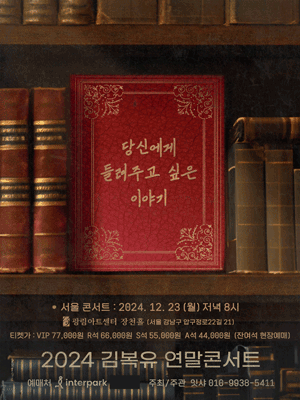 당신에게
들려주고 싶은
이야기
• 서울 콘서트 : 2024. 12. 23 (월) 저녁 8시
광림아트센터 장천홀 (서울 강남구 압구정로22길 21)
티켓가 : VIP 77,000원 R석 66,000원 S석 55,000원 A석 44,000원 (잔여석 현장예매)
2024 김복유 연말콘서트
예매처 interpark 주최/주관 잇샤 010-9938-5411